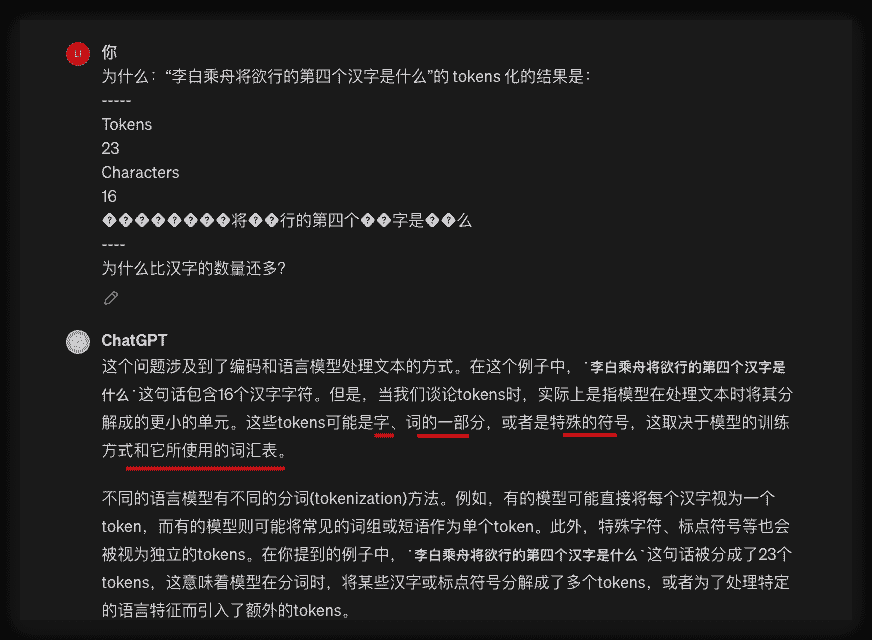 LI
你
为什么：“李白乘舟将欲行的第四个汉字是什么”的 tokens 化的结果是：
-----
Tokens
23
Characters
16
��������将��行的第四个��字是��么
----
为什么比汉字的数量还多？
ChatGPT
这个问题涉及到了编码和语言模型处理文本的方式。在这个例子中，`李白乘舟将欲行的第四个汉字是
什么`这句话包含16个汉字字符。但是，当我们谈论tokens时，实际上是指模型在处理文本时将其分
解成的更小的单元。这些tokens可能是字、词的一部分，或者是特殊的符号，这取决于模型的训练
方式和它所使用的词汇表。
不同的语言模型有不同的分词(tokenization)方法。例如，有的模型可能直接将每个汉字视为一个
token，而有的模型则可能将常见的词组或短语作为单个token。此外，特殊字符、标点符号等也会
被视为独立的tokens。在你提到的例子中，`李白乘舟将欲行的第四个汉字是什么`这句话被分成了23个
tokens，这意味着模型在分词时，将某些汉字或标点符号分解成了多个tokens，或者为了处理特定
的语言特征而引入了额外的tokens。